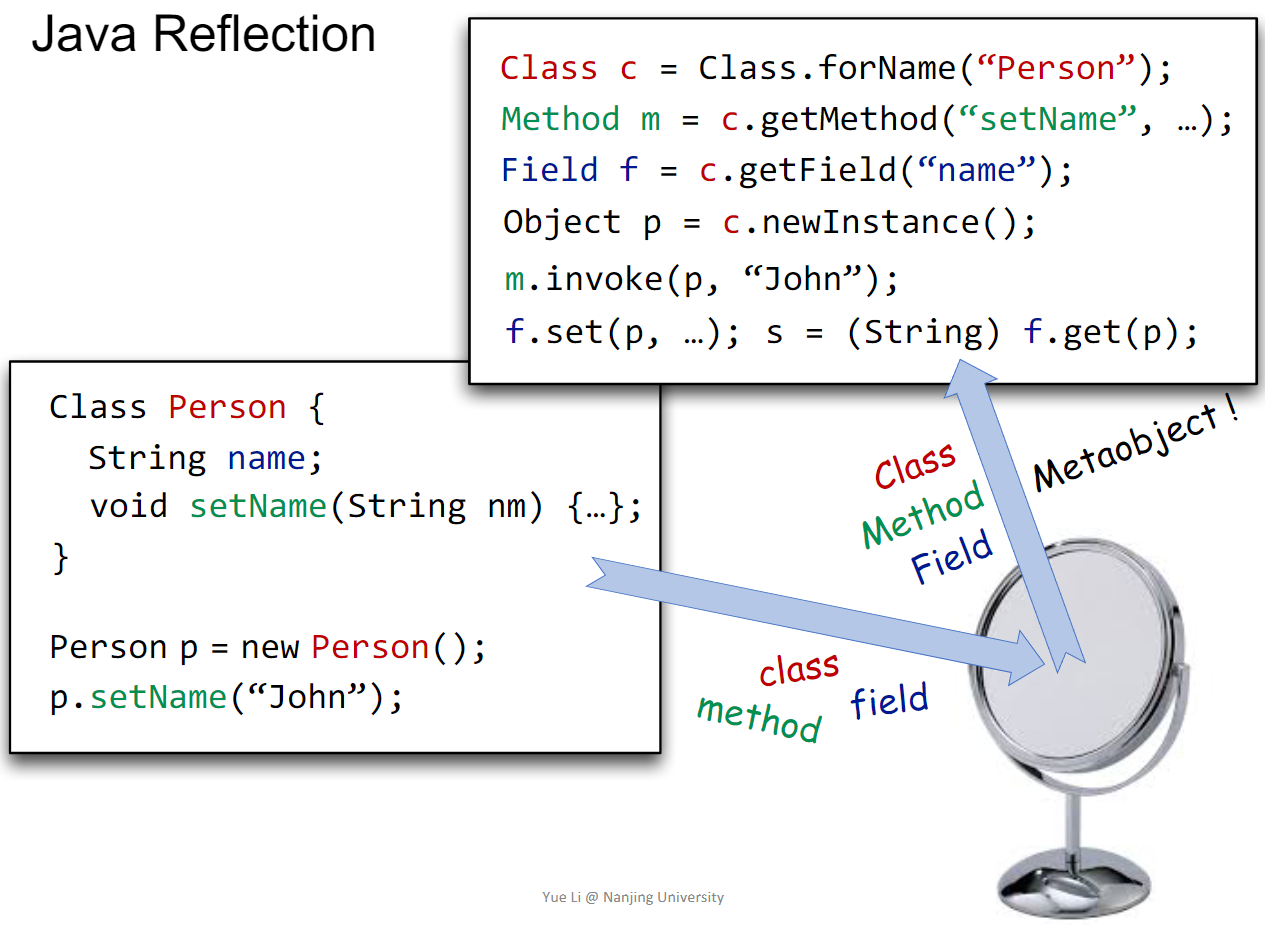 Java Reflection
Class c = Class.forName(“Person”);
Method m = c.getMethod(“setName”, …);
Field f = c.getField(“name”);
Object p = c.newInstance();
m.invoke(p, “John”);
f.set(p, …); s = (String) f.get(p);
Class Person {
String name;
void setName(String nm) {…};
}
Person p = new Person();
p.setName(“John”);
Class
Method
Field
Metaobject !
class
method
field
Yue Li @ Nanjing University